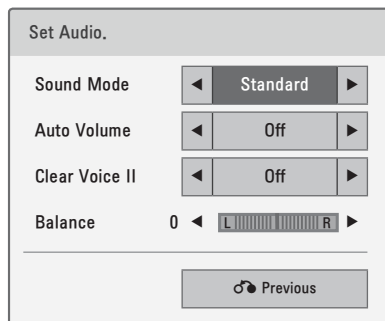 Set Audio.
Sound Mode ◄ Standard ►
Auto Volume ◄ Off ►
Clear Voice II ◄ Off ►
Balance 0 ◄ L R ►
Previous